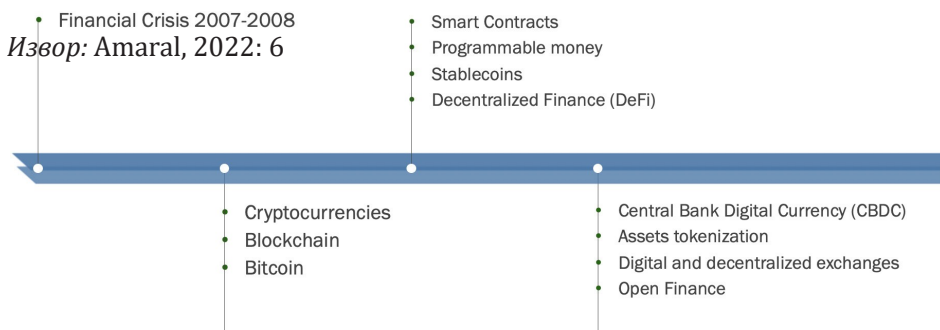 Financial Crisis 2007-2008
Извор: Amaral, 2022: 6
Smart Contracts
Programmable money
Stablecoins
Decentralized Finance (DeFi)
Cryptocurrencies
Blockchain
Bitcoin
Central Bank Digital Currency (CBDC)
Assets tokenization
Digital and decentralized exchanges
Open Finance